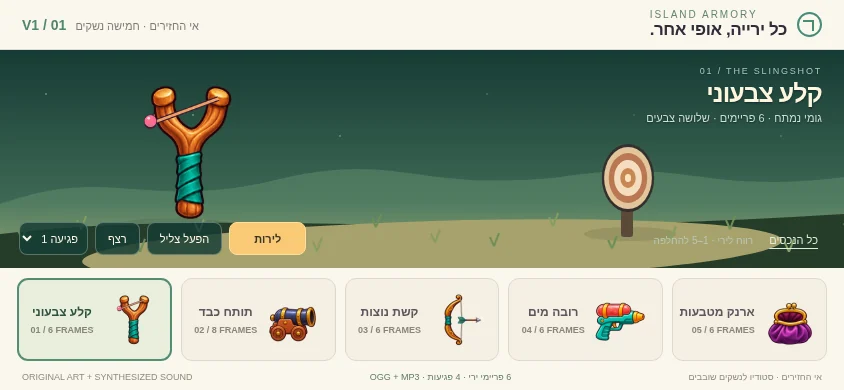 ISLAND ARMORY
כל ירייה, אופי אחר.
אי החזירים · חמישה נשקים
V1 / 01
01 / THE SLINGSHOT
קלע צבעוני
גומי נמתח · 6 פריימים · שלושה צבעים
כל הנכסים
רווח לירי · 1–5 להחלפה
לירות
הפעל צליל
רצף
פגיעה 1
ארנק מטבעות
05 / 6 FRAMES
רובה מים
04 / 6 FRAMES
קשת נוצות
03 / 6 FRAMES
תותח כבד
02 / 8 FRAMES
קלע צבעוני
01 / 6 FRAMES
אי החזירים · סטודיו לנשקים שובבים
6 פריימי ירי · 4 פגיעות · OGG + MP3
ORIGINAL ART + SYNTHESIZED SOUND